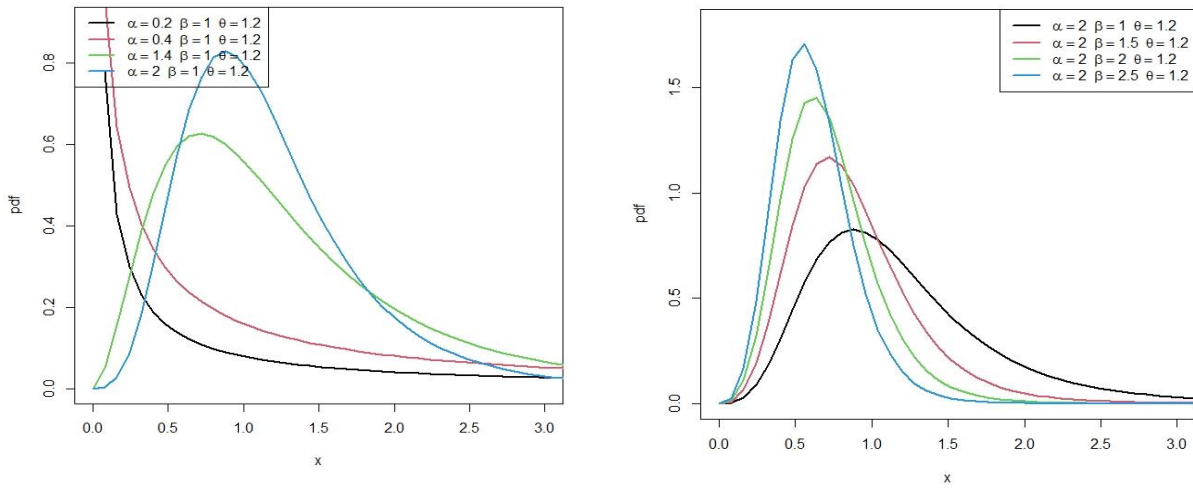 α = 0.2 β = 1 θ = 1.2
α = 0.4 β = 1 θ = 1.2
α = 1.4 β = 1 θ = 1.2
α = 2 β = 1 θ = 1.2
pdf
0.0
0.2
0.4
0.6
0.8
0.0 0.5 1.0 1.5 2.0 2.5 3.0
x
α = 2 β = 1 θ = 1.2
α = 2 β = 1.5 θ = 1.2
α = 2 β = 2 θ = 1.2
α = 2 β = 2.5 θ = 1.2
pdf
0.0
0.5
1.0
1.5
0.0 0.5 1.0 1.5 2.0 2.5 3.0
x